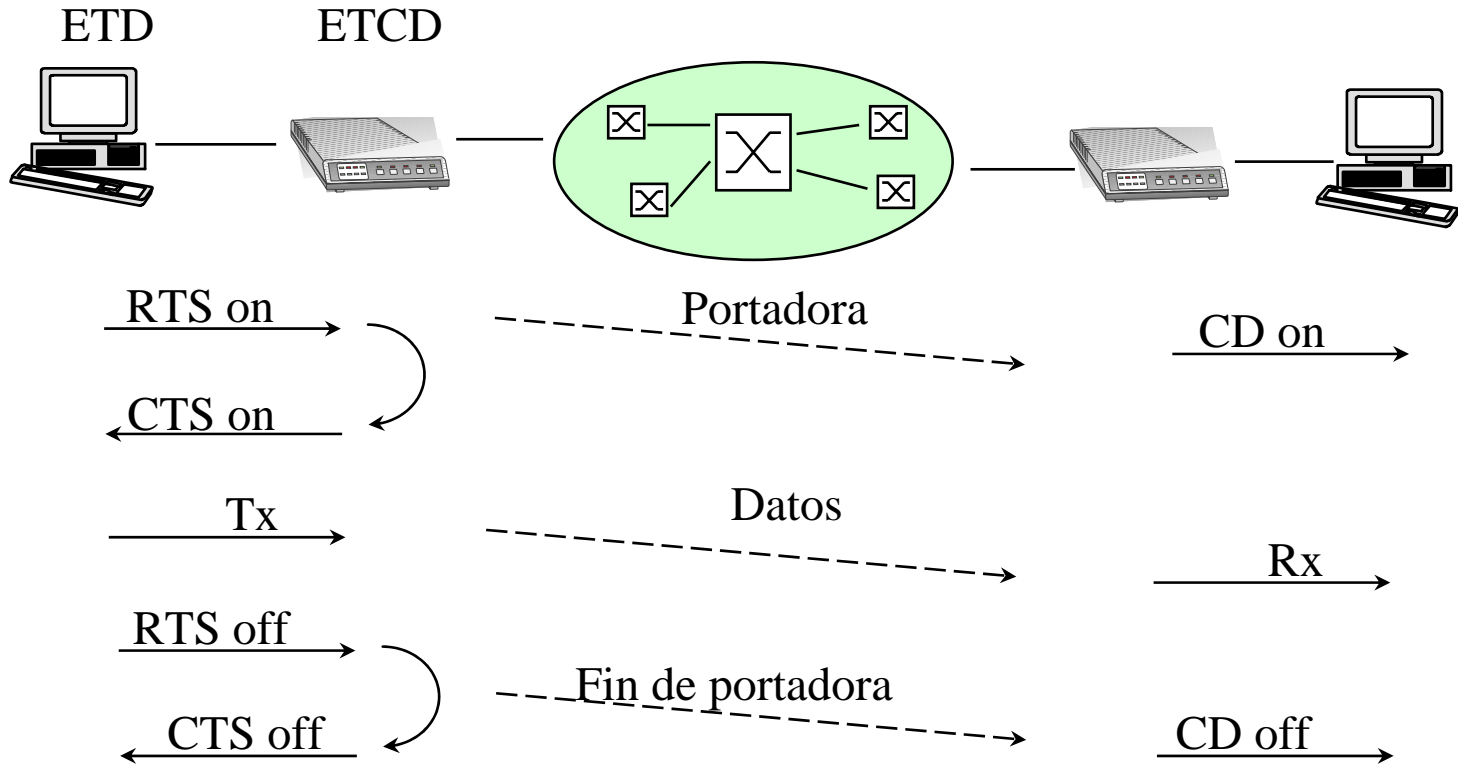 ETD
ETCD
RTS on
Portadora
CD on
CTS on
Tx
Datos
Rx
RTS off
Fin de portadora
CTS off
CD off